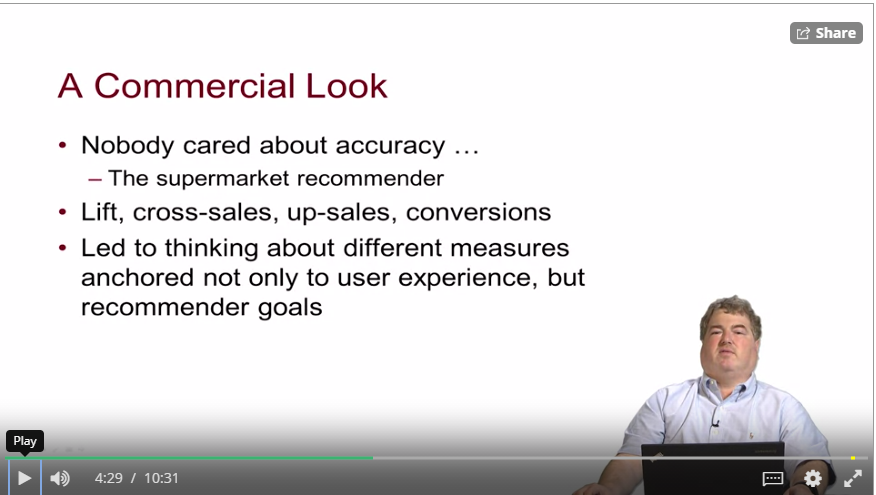 Share
A Commercial Look
• Nobody cared about accuracy …
– The supermarket recommender
• Lift, cross-sales, up-sales, conversions
• Led to thinking about different measures
anchored not only to user experience, but
recommender goals
Play
4:29 / 10:31